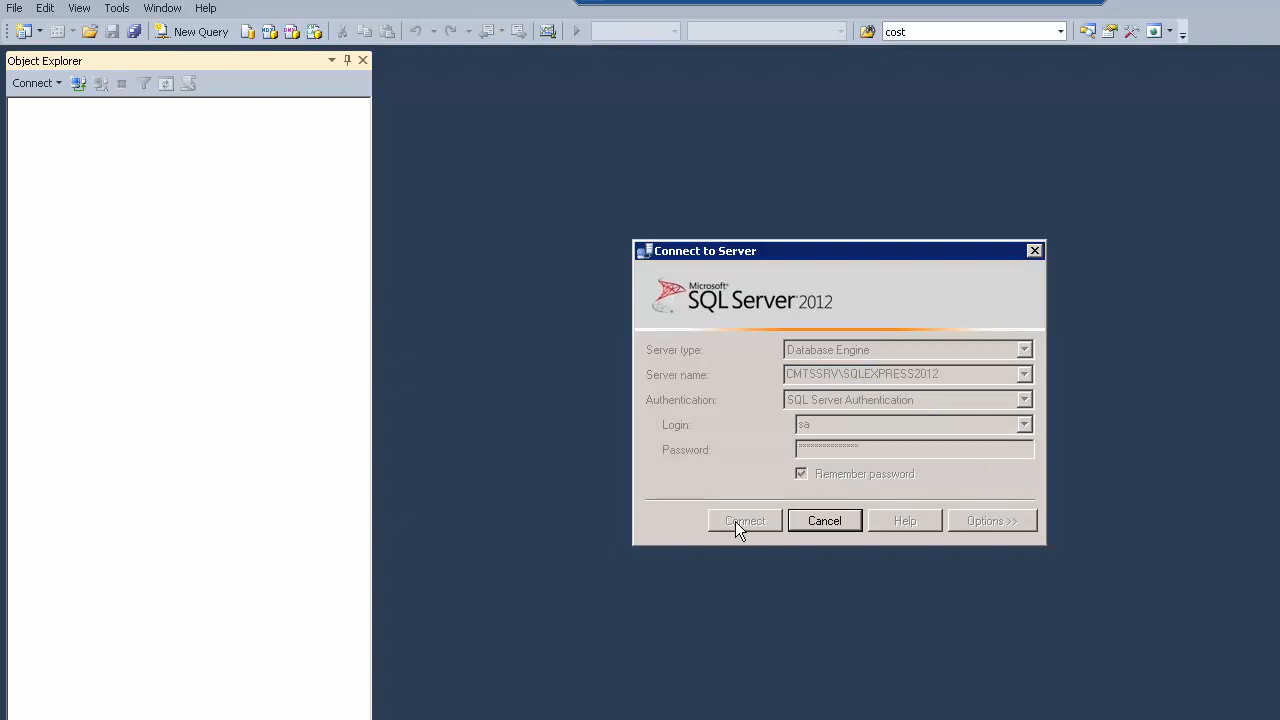 File Edit View Tools Window Help
New Query cost
Object Explorer
Connect
Connect to Server
Microsoft®
SQL Server 2012
Server type: Database Engine
Server name: CMTSSRV\SQLEXPRESS2012
Authentication: SQL Server Authentication
Login: sa
Password: ***************
Remember password
Connect Cancel Help Options >>